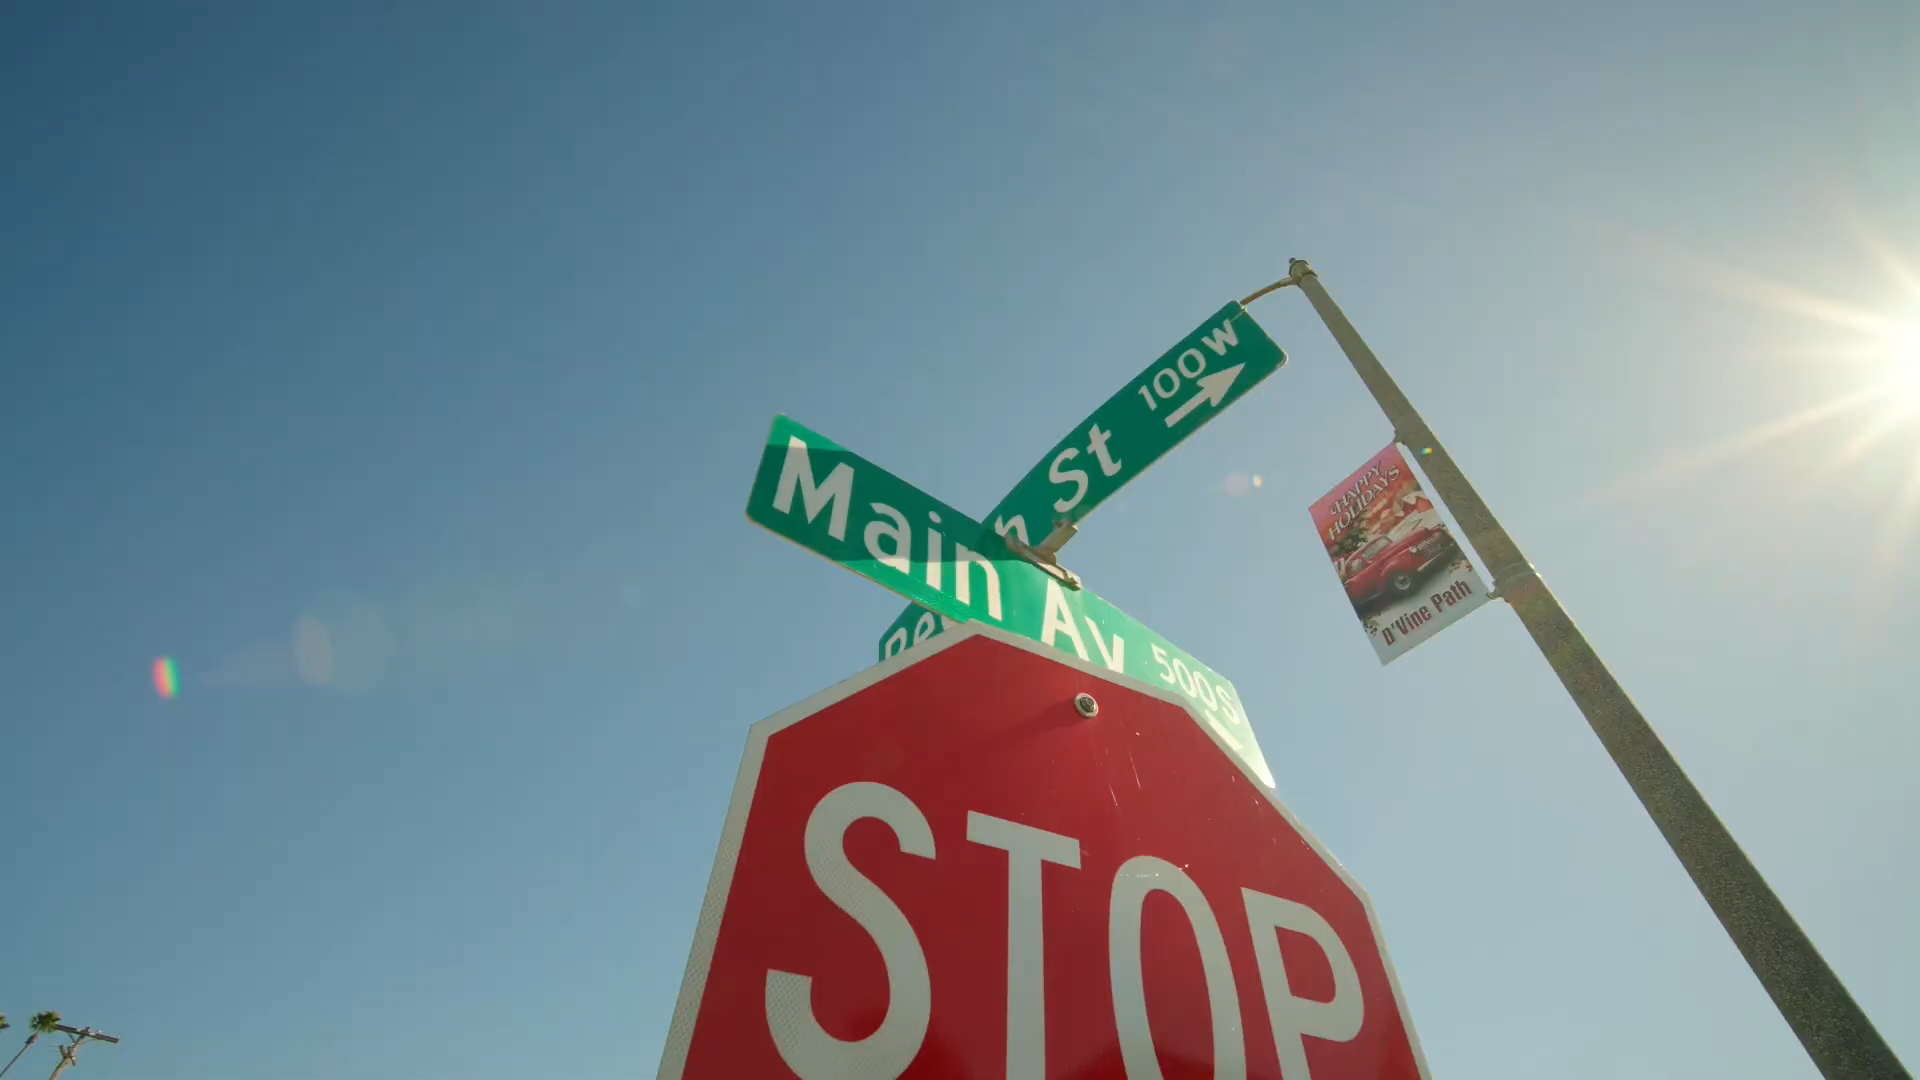 100W
St
Main Av
500S
STOP
HAPPY
HOLIDAYS
D'Vine Path